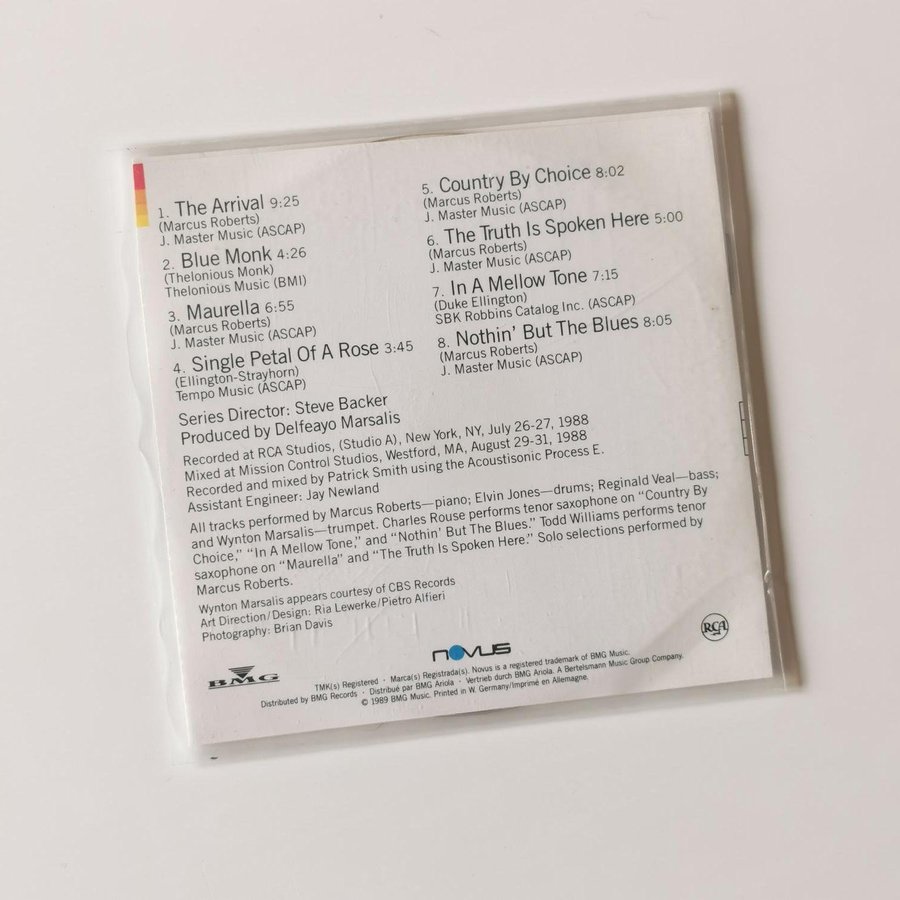 1. The Arrival 9:25
(Marcus Roberts)
J. Master Music (ASCAP)
2. Blue Monk 4:26
(Thelonious Monk)
Thelonious Music (BMI)
3. Maurella 6:55
(Marcus Roberts)
J. Master Music (ASCAP)
4. Single Petal Of A Rose 3:45
(Ellington-Strayhorn)
Tempo Music (ASCAP)
5. Country By Choice 8:02
(Marcus Roberts)
J. Master Music (ASCAP)
6. The Truth Is Spoken Here 5:00
(Marcus Roberts)
J. Master Music (ASCAP)
7. In A Mellow Tone 7:15
(Duke Ellington)
SBK Robbins Catalog Inc. (ASCAP)
8. Nothin' But The Blues 8:05
(Marcus Roberts)
J. Master Music (ASCAP)
Series Director: Steve Backer
Produced by Delfeayo Marsalis
Recorded at RCA Studios, (Studio A), New York, NY, July 26-27, 1988
Mixed at Mission Control Studios, Westford, MA, August 29-31, 1988
Recorded and mixed by Patrick Smith using the Acoustisonic Process E.
Assistant Engineer: Jay Newland
All tracks performed by Marcus Roberts—piano; Elvin Jones—drums; Reginald Veal—bass;
and Wynton Marsalis—trumpet. Charles Rouse performs tenor saxophone on "Country By
Choice," "In A Mellow Tone," and "Nothin' But The Blues." Todd Williams performs tenor
saxophone on "Maurella" and "The Truth Is Spoken Here." Solo selections performed by
Marcus Roberts.
Wynton Marsalis appears courtesy of CBS Records
Art Direction/Design: Ria Lewerke/Pietro Alfieri
Photography: Brian Davis
BMG
NOVUS
RCA
TMK(s) Registered · Marca(s) Registrada(s). Novus is a registered trademark of BMG Music.
Distributed by BMG Records · Distribué par BMG Ariola · Vertrieb durch BMG Ariola. A Bertelsmann Music Group Company.
© 1989 BMG Music. Printed in W. Germany/Imprimé en Allemagne.